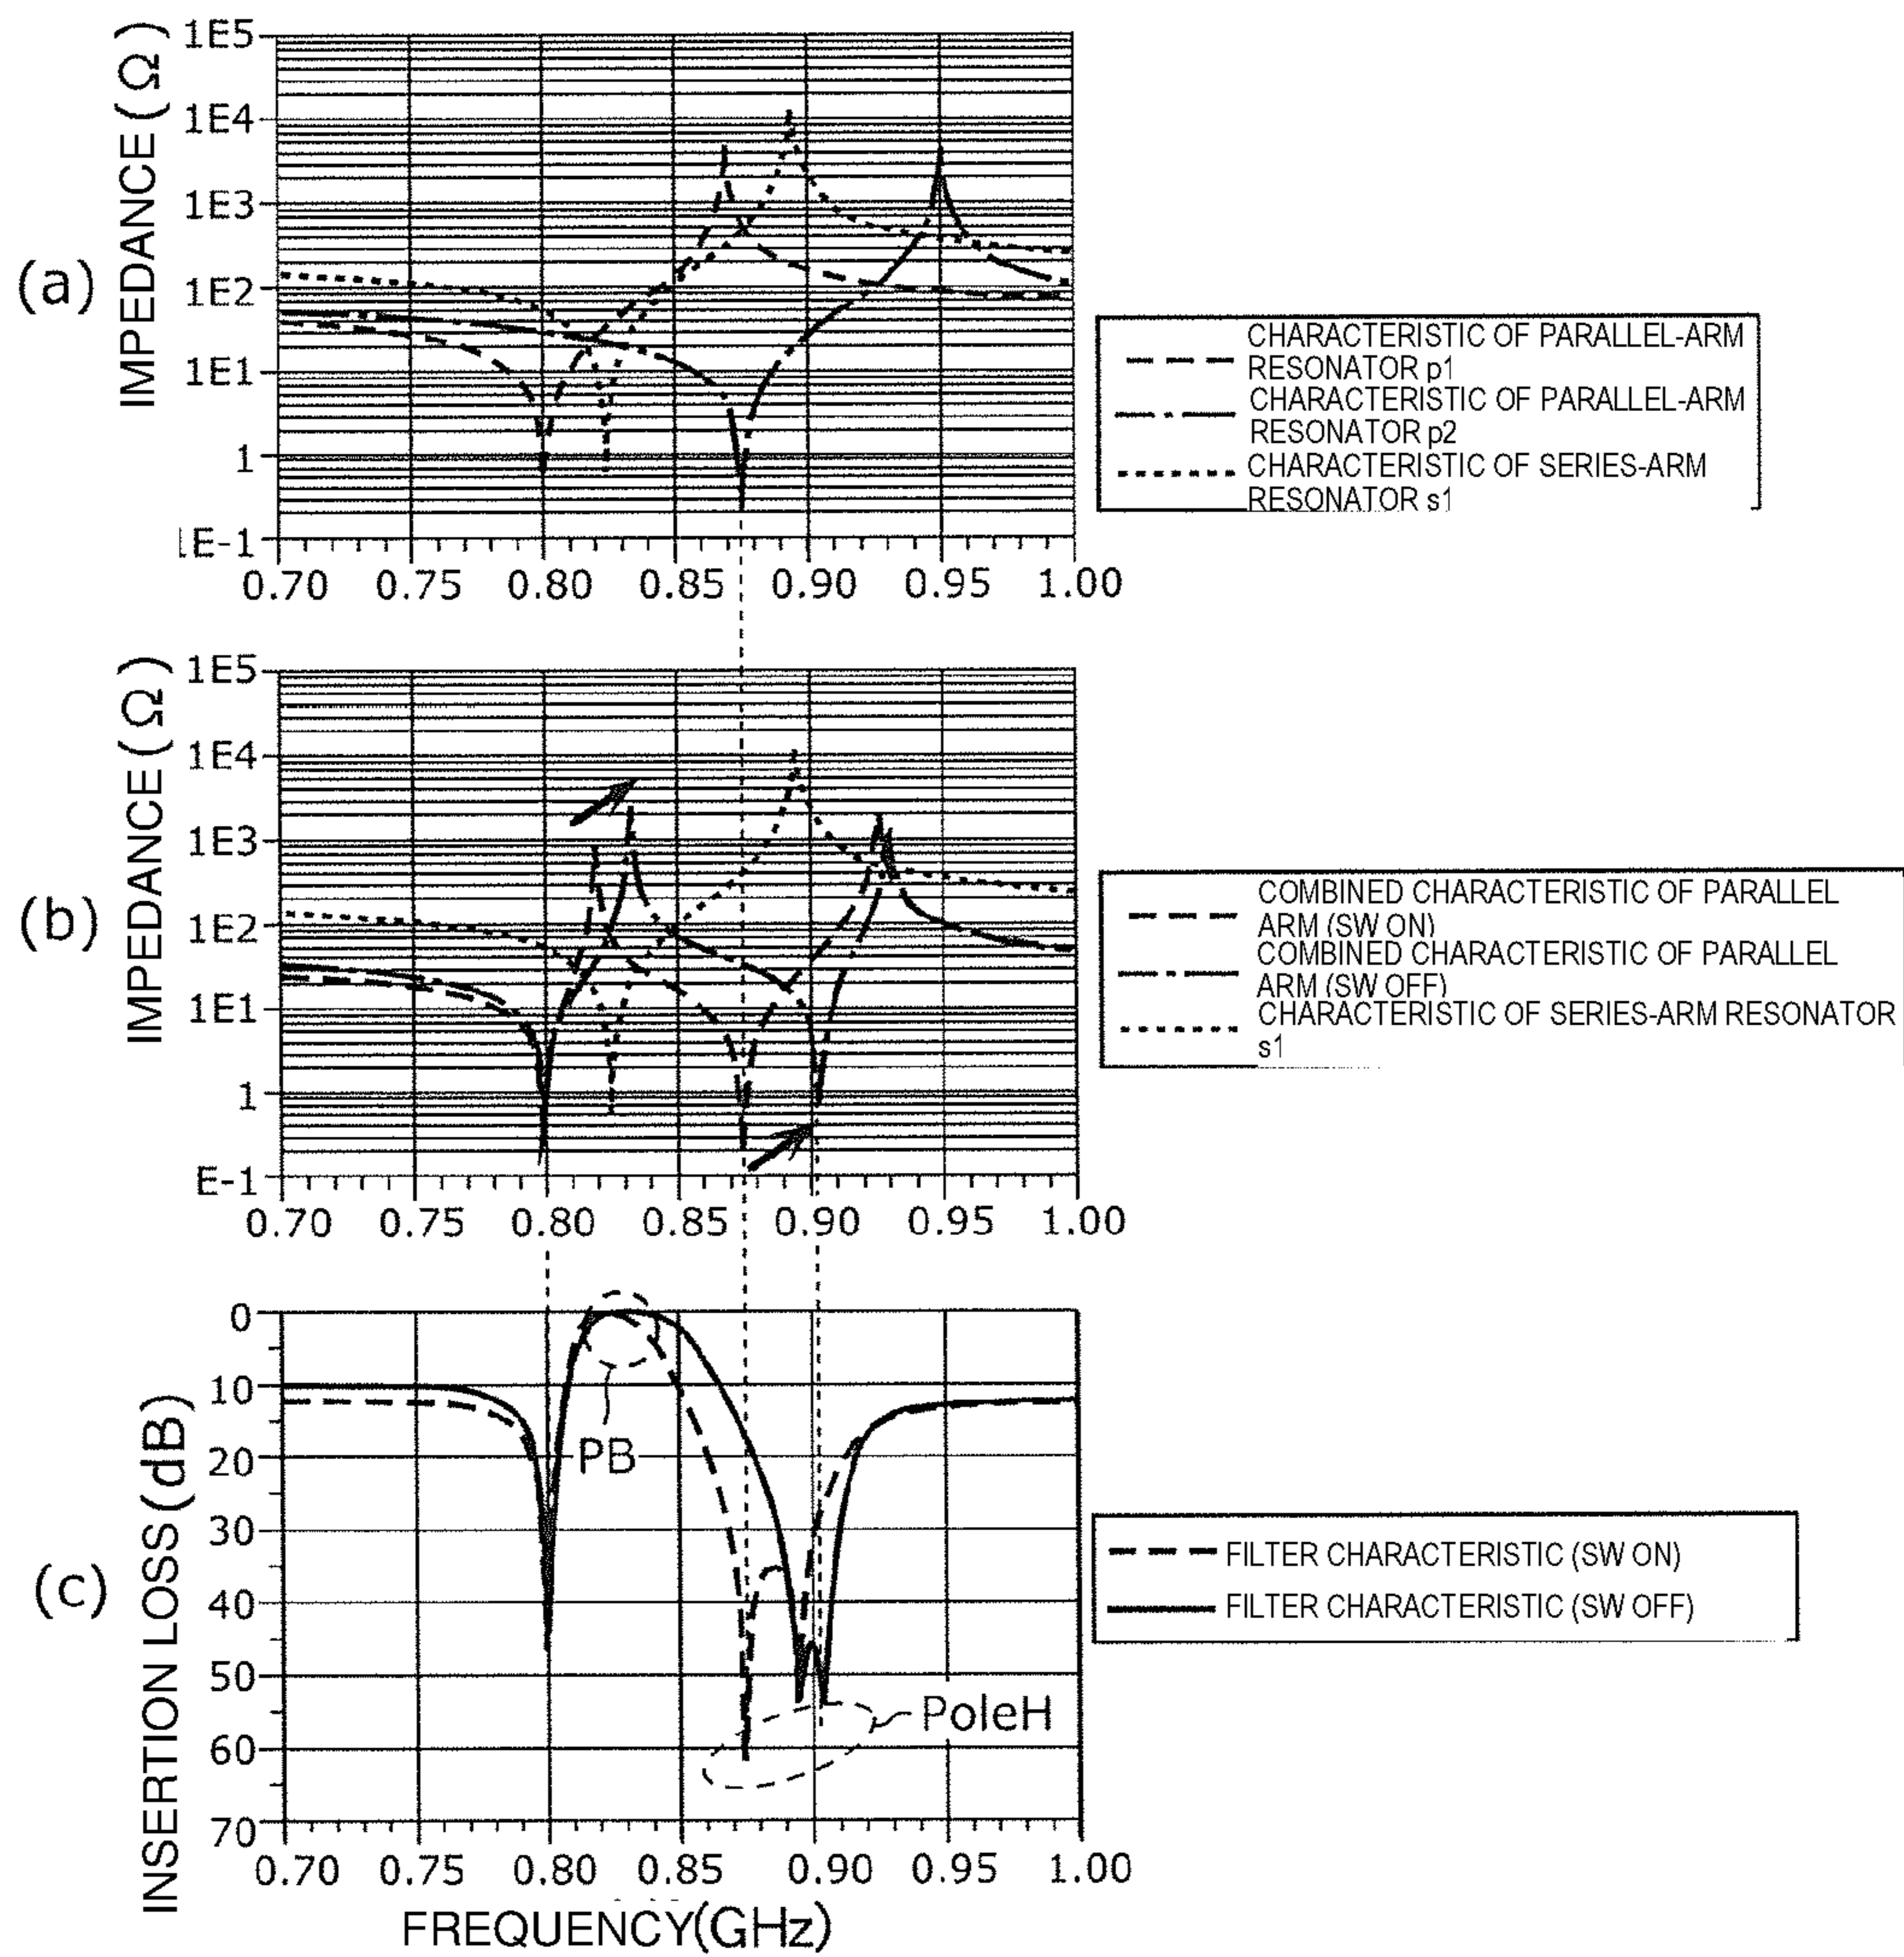 (a)
IMPEDANCE (Ω)
1E5
1E4
1E3
1E2
1E1
1
1E-1
0.70 0.75 0.80 0.85 0.90 0.95 1.00
CHARACTERISTIC OF PARALLEL-ARM
RESONATOR p1
CHARACTERISTIC OF PARALLEL-ARM
RESONATOR p2
CHARACTERISTIC OF SERIES-ARM
RESONATOR s1
(b)
IMPEDANCE (Ω)
1E5
1E4
1E3
1E2
1E1
1
E-1
0.70 0.75 0.80 0.85 0.90 0.95 1.00
COMBINED CHARACTERISTIC OF PARALLEL
ARM (SW ON)
COMBINED CHARACTERISTIC OF PARALLEL
ARM (SW OFF)
CHARACTERISTIC OF SERIES-ARM RESONATOR
s1
(c)
INSERTION LOSS (dB)
0
10
20
30
40
50
60
70
PB
PoleH
0.70 0.75 0.80 0.85 0.90 0.95 1.00
FREQUENCY(GHz)
FILTER CHARACTERISTIC (SW ON)
FILTER CHARACTERISTIC (SW OFF)